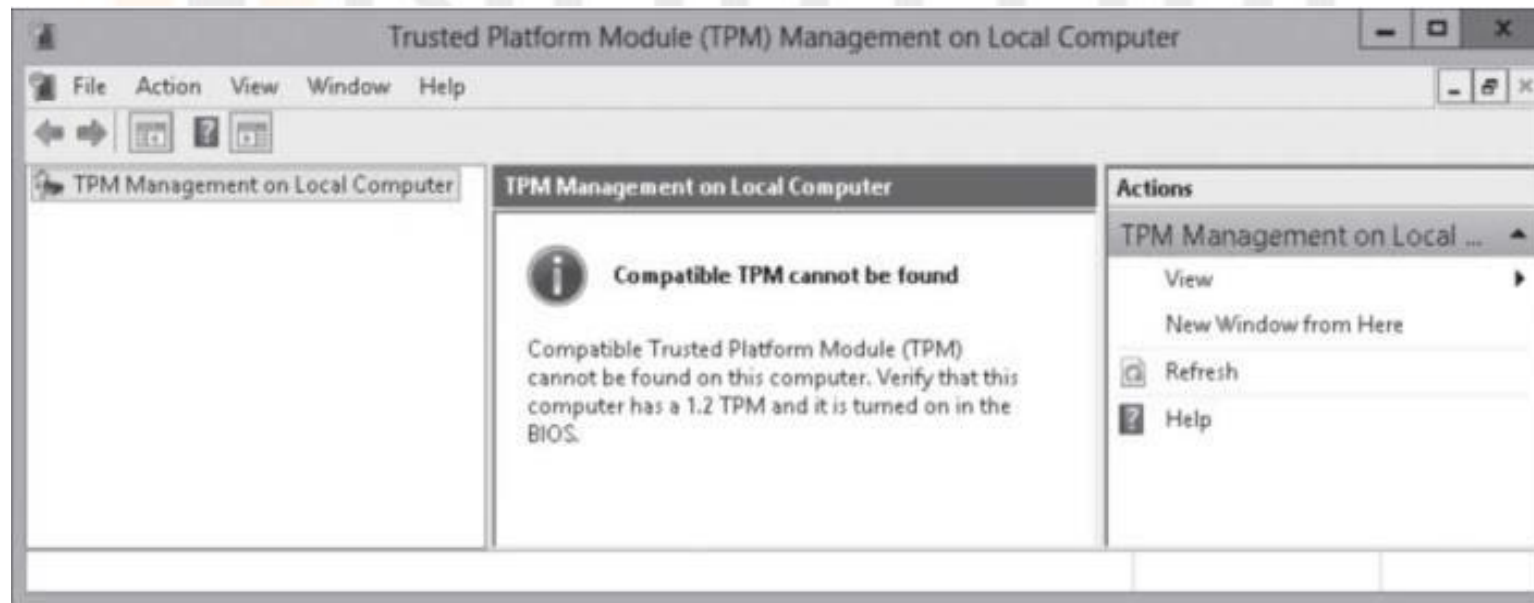 Trusted Platform Module (TPM) Management on Local Computer
File Action View Window Help
TPM Management on Local Computer
TPM Management on Local Computer
Compatible TPM cannot be found
Compatible Trusted Platform Module (TPM)
cannot be found on this computer. Verify that this
computer has a 1.2 TPM and it is turned on in the
BIOS.
Actions
TPM Management on Local ...
View
New Window from Here
Refresh
Help